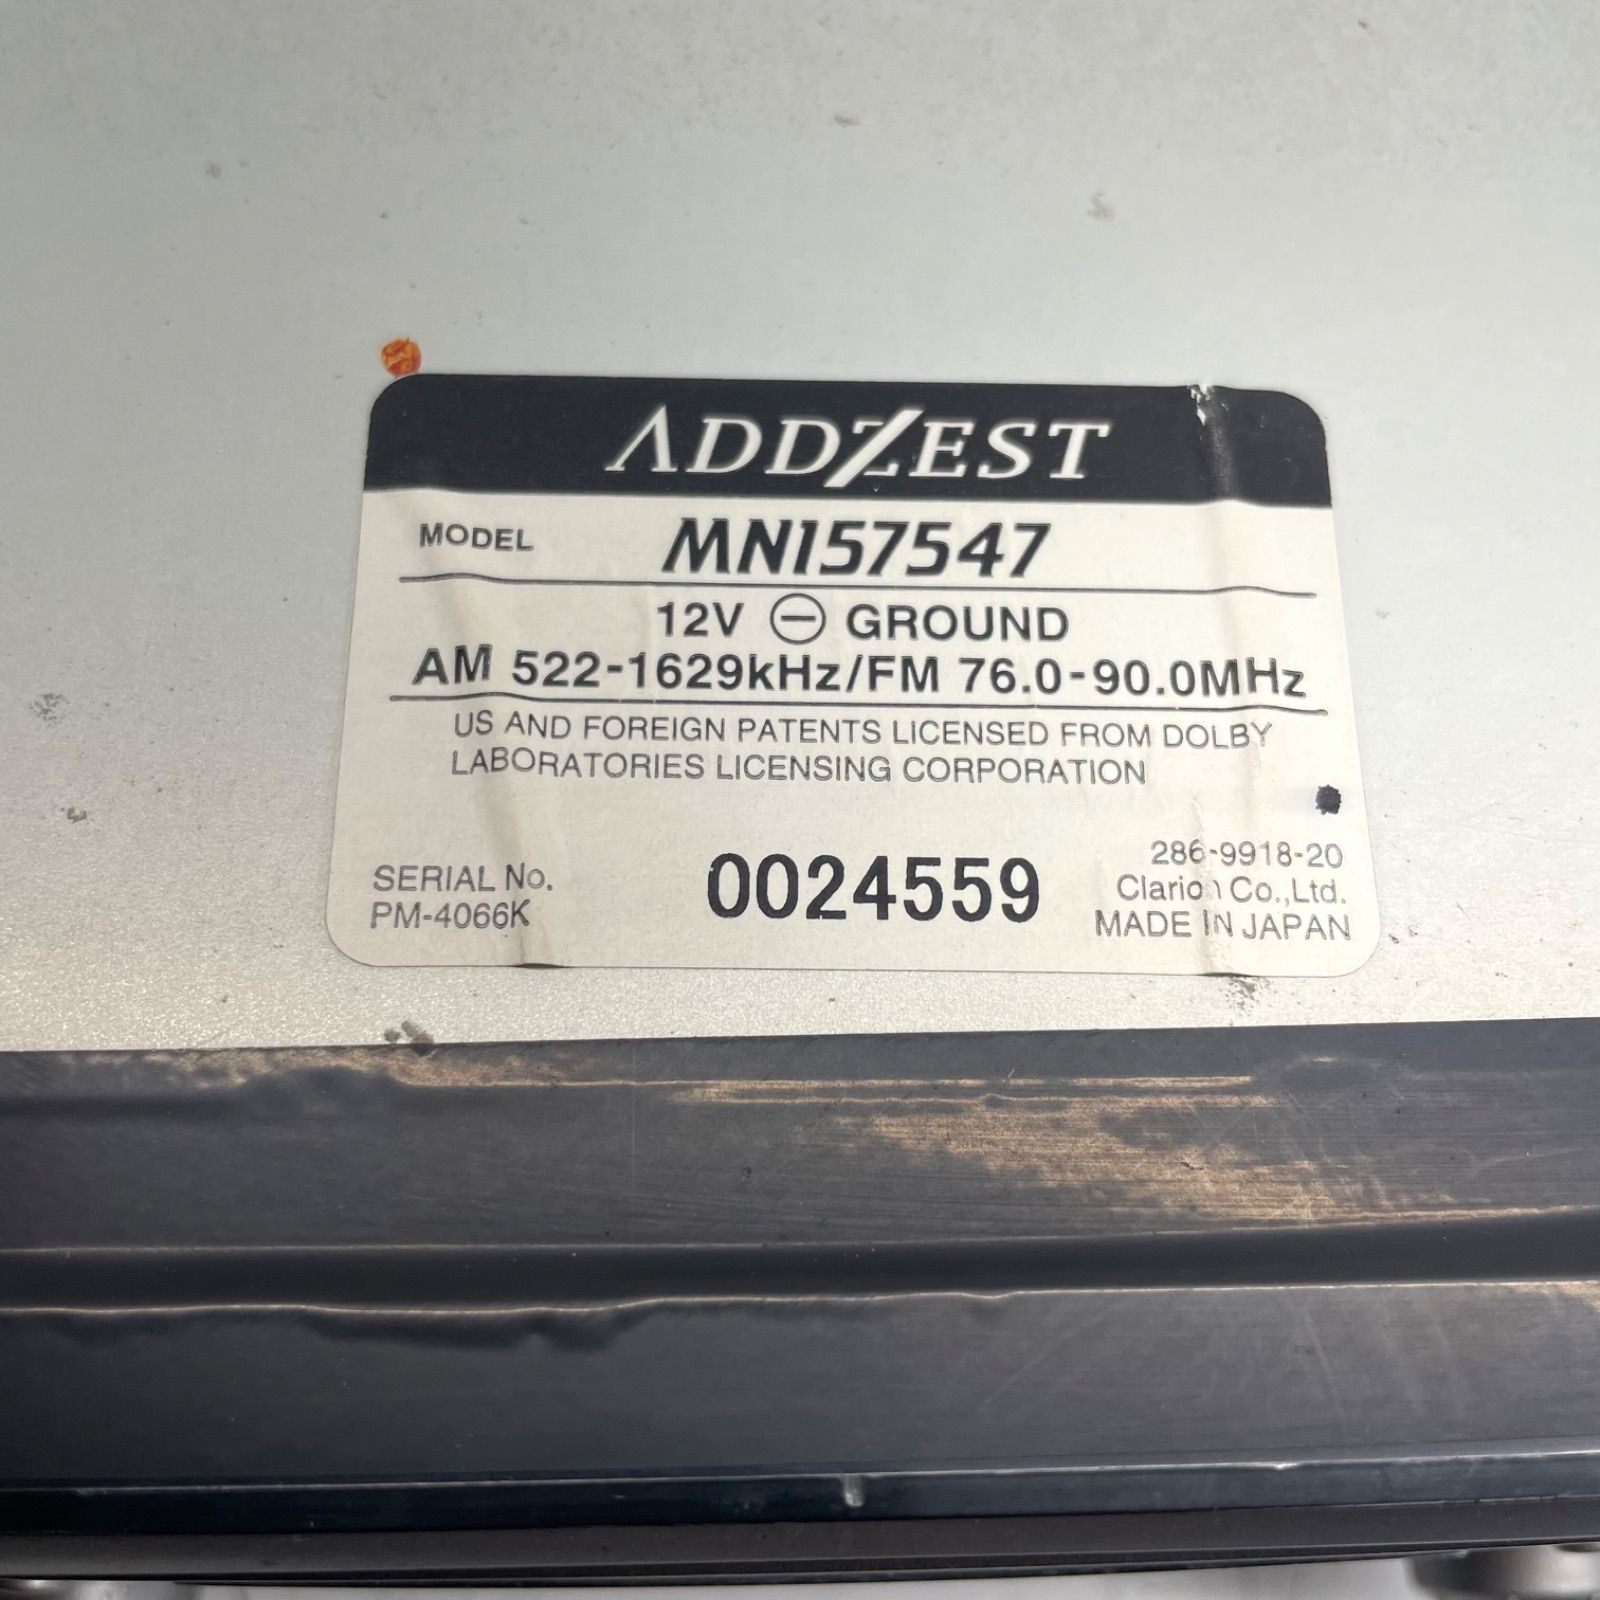 ADDZEST
MODEL MN157547
12V ⊖ GROUND
AM 522-1629kHz/FM 76.0-90.0MHz
US AND FOREIGN PATENTS LICENSED FROM DOLBY
LABORATORIES LICENSING CORPORATION
286-9918-20
SERIAL No. 0024559 Clarion Co.,Ltd.
PM-4066K MADE IN JAPAN